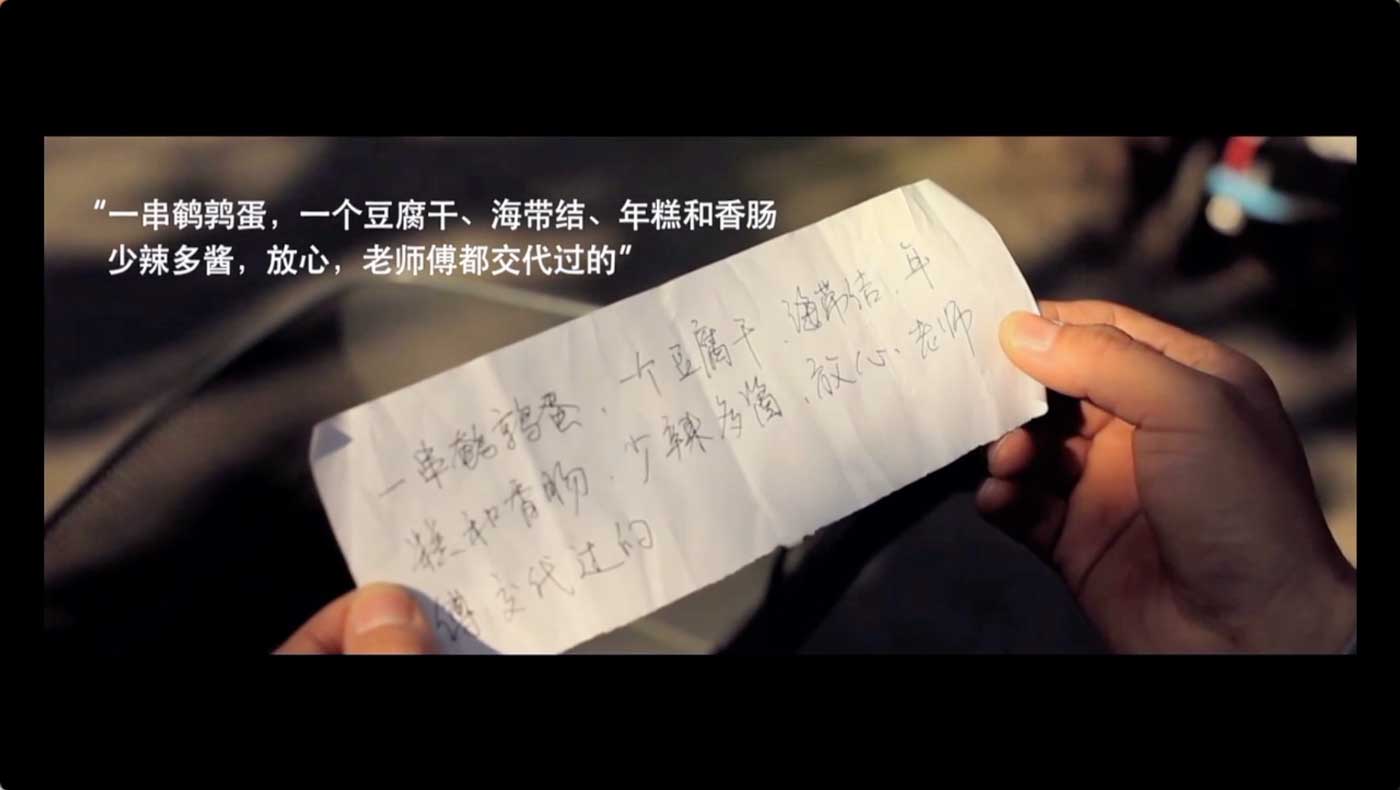 “一串鹌鹑蛋，一个豆腐干、海带结、年糕和香肠
少辣多酱，放心，老师傅都交代过的”
一串鹌鹑蛋、一个豆腐干、海带结、年
糕和香肠、少辣多酱、放心、老师
傅交代过的